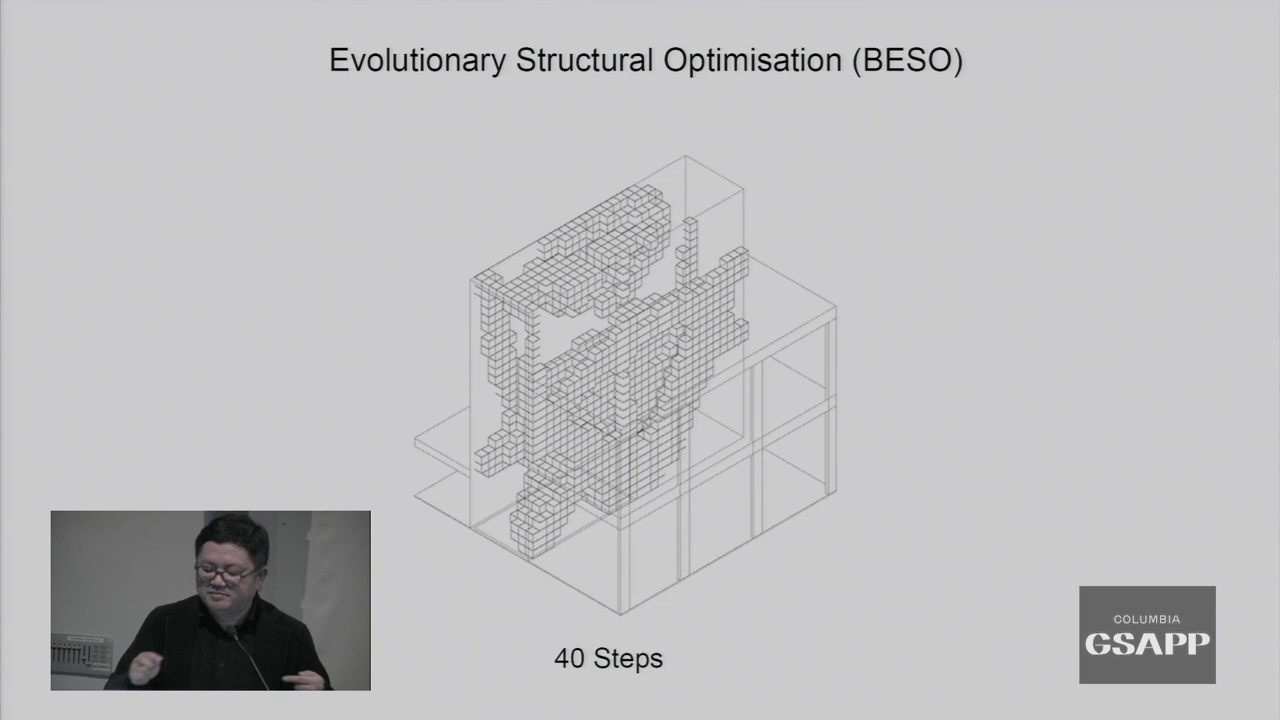 Evolutionary Structural Optimisation (BESO)
40 Steps
COLUMBIA
GSAPP